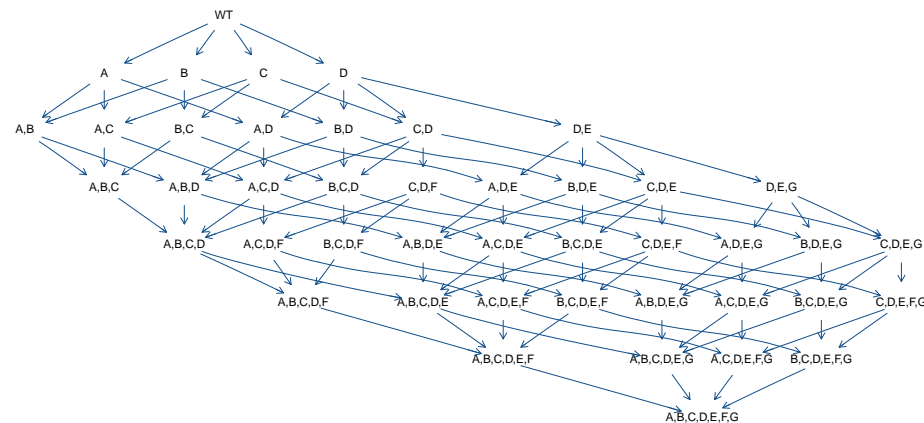 WT
A B C D
A,B A,C B,C A,D B,D C,D D,E
A,B,C A,B,D A,C,D B,C,D C,D,F A,D,E B,D,E C,D,E D,E,G
A,B,C,D A,C,D,F B,C,D,F A,B,D,E A,C,D,E B,C,D,E C,D,E,F A,D,E,G B,D,E,G C,D,E,G
A,B,C,D,F A,B,C,D,E A,C,D,E,F B,C,D,E,F A,B,D,E,G A,C,D,E,G B,C,D,E,G C,D,E,F,G
A,B,C,D,E,F A,B,C,D,E,G A,C,D,E,F,G B,C,D,E,F,G
A,B,C,D,E,F,G